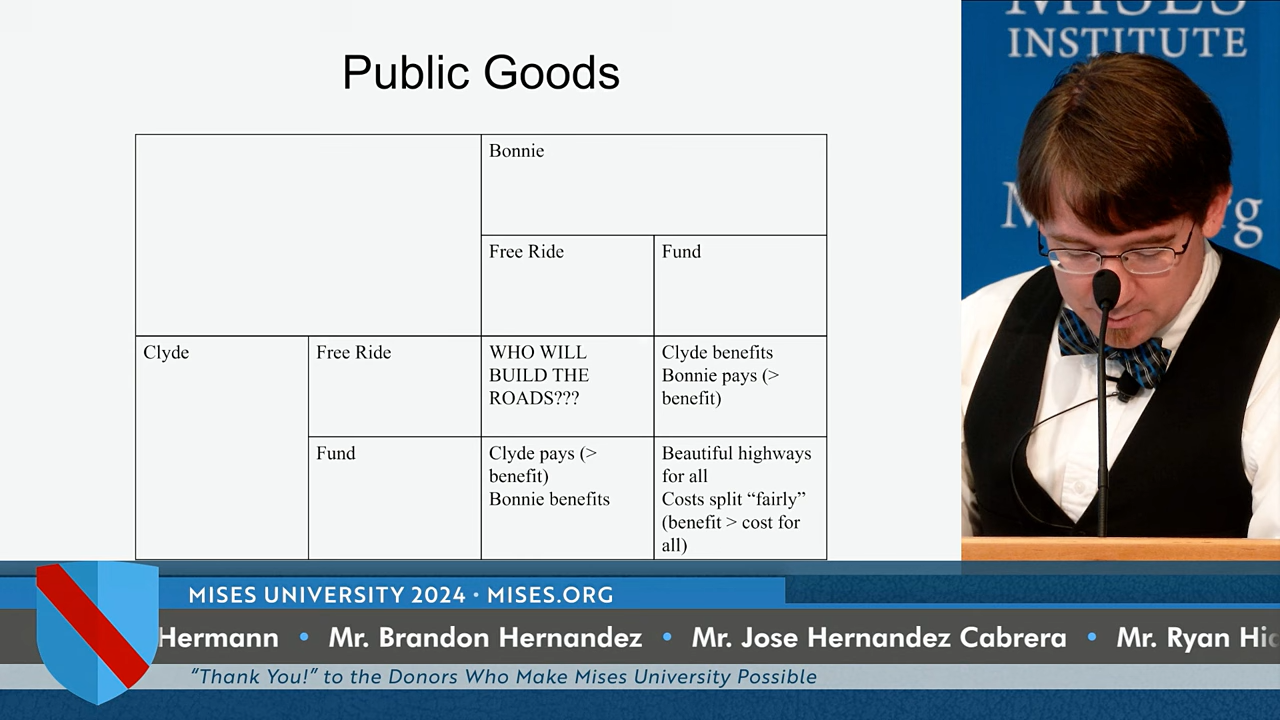 Public Goods
Bonnie
Free Ride
Fund
Clyde
Free Ride
WHO WILL
BUILD THE
ROADS???
Clyde benefits
Bonnie pays (>
benefit)
Fund
Clyde pays (>
benefit)
Bonnie benefits
Beautiful highways
for all
Costs split “fairly”
(benefit > cost for
all)
MISES
INSTITUTE
MISES UNIVERSITY 2024 • MISES.ORG
Hermann • Mr. Brandon Hernandez • Mr. Jose Hernandez Cabrera • Mr. Ryan
“Thank You!” to the Donors Who Make Mises University Possible